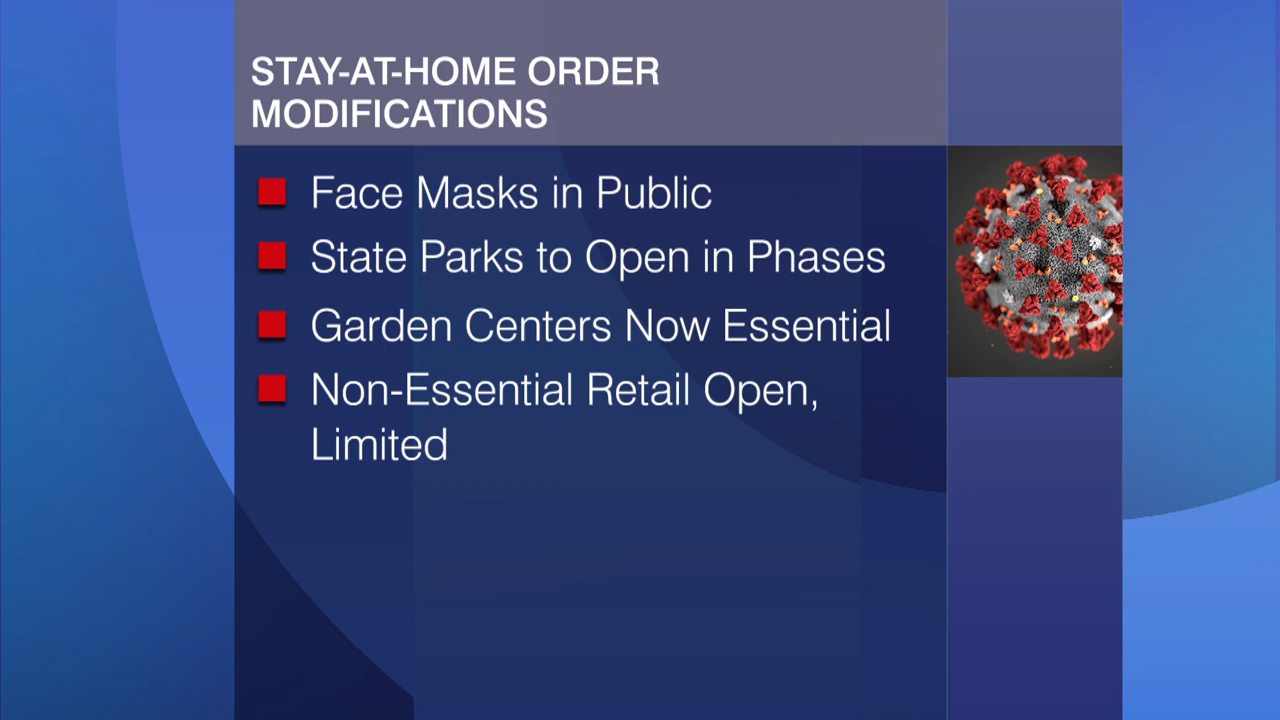 STAY-AT-HOME ORDER
MODIFICATIONS
Face Masks in Public
State Parks to Open in Phases
Garden Centers Now Essential
Non-Essential Retail Open,
Limited